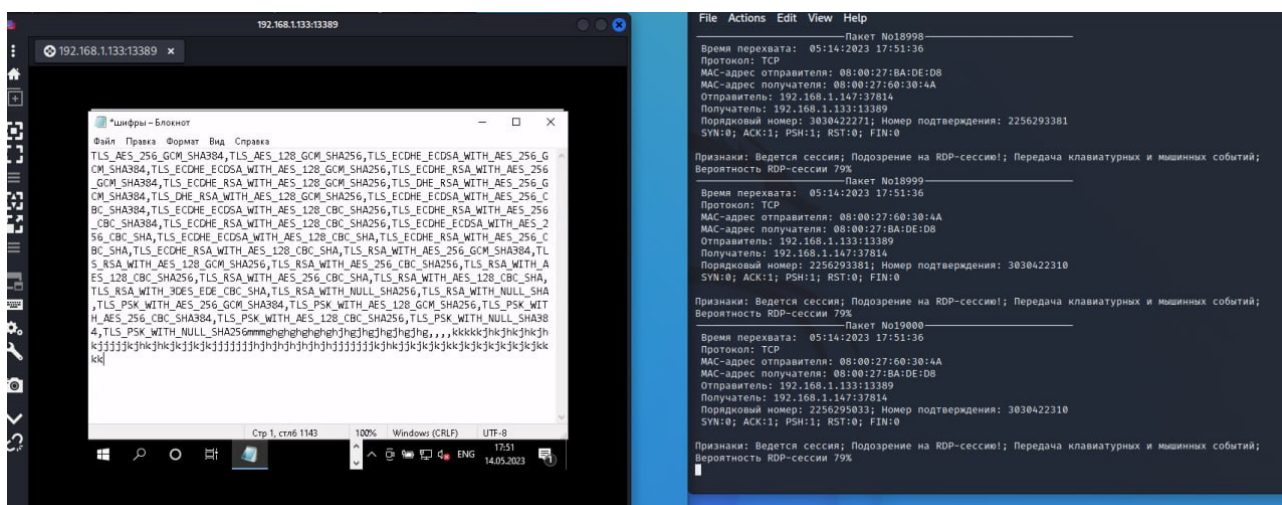 192.168.1.133:13389
192.168.1.133:13389 ×
*шифры – Блокнот
Файл Правка Формат Вид Справка
TLS_AES_256_GCM_SHA384,TLS_AES_128_GCM_SHA256,TLS_ECDHE_ECDSA_WITH_AES_256_G
CM_SHA384,TLS_ECDHE_ECDSA_WITH_AES_128_GCM_SHA256,TLS_ECDHE_RSA_WITH_AES_256
_GCM_SHA384,TLS_ECDHE_RSA_WITH_AES_128_GCM_SHA256,TLS_DHE_RSA_WITH_AES_256_G
CM_SHA384,TLS_DHE_RSA_WITH_AES_128_GCM_SHA256,TLS_ECDHE_ECDSA_WITH_AES_256_C
BC_SHA384,TLS_ECDHE_ECDSA_WITH_AES_128_CBC_SHA256,TLS_ECDHE_RSA_WITH_AES_256
_CBC_SHA384,TLS_ECDHE_RSA_WITH_AES_128_CBC_SHA256,TLS_ECDHE_ECDSA_WITH_AES_2
56_CBC_SHA,TLS_ECDHE_ECDSA_WITH_AES_128_CBC_SHA,TLS_ECDHE_RSA_WITH_AES_256_C
BC_SHA,TLS_ECDHE_RSA_WITH_AES_128_CBC_SHA,TLS_RSA_WITH_AES_256_GCM_SHA384,TL
S_RSA_WITH_AES_128_GCM_SHA256,TLS_RSA_WITH_AES_256_CBC_SHA256,TLS_RSA_WITH_A
ES_128_CBC_SHA256,TLS_RSA_WITH_AES_256_CBC_SHA,TLS_RSA_WITH_AES_128_CBC_SHA,
TLS_RSA_WITH_3DES_EDE_CBC_SHA,TLS_RSA_WITH_NULL_SHA256,TLS_RSA_WITH_NULL_SHA
,TLS_PSK_WITH_AES_256_GCM_SHA384,TLS_PSK_WITH_AES_128_GCM_SHA256,TLS_PSK_WIT
H_AES_256_CBC_SHA384,TLS_PSK_WITH_AES_128_CBC_SHA256,TLS_PSK_WITH_NULL_SHA38
kk
Стр 1, стлб 1143 100% Windows (CRLF) UTF-8
ENG 17:51
14.05.2023
File Actions Edit View Help
Пакет No18998
Время перехвата: 05:14:2023 17:51:36
Протокол: TCP
MAC-адрес отправителя: 08:00:27:BA:DE:D8
MAC-адрес получателя: 08:00:27:60:30:4A
Отправитель: 192.168.1.147:37814
Получатель: 192.168.1.133:13389
Порядковый номер: 3030422271; Номер подтверждения: 2256293381
SYN:0; ACK:1; PSH:1; RST:0; FIN:0
Признаки: Ведется сессия; Подозрение на RDP-сессию!; Передача клавиатурных и мышинных событий;
Вероятность RDP-сессии 79%
Пакет No18999
Время перехвата: 05:14:2023 17:51:36
Протокол: TCP
MAC-адрес отправителя: 08:00:27:60:30:4A
MAC-адрес получателя: 08:00:27:BA:DE:D8
Отправитель: 192.168.1.133:13389
Получатель: 192.168.1.147:37814
Порядковый номер: 2256293381; Номер подтверждения: 3030422310
SYN:0; ACK:1; PSH:1; RST:0; FIN:0
Признаки: Ведется сессия; Подозрение на RDP-сессию!; Передача клавиатурных и мышинных событий;
Вероятность RDP-сессии 79%
Пакет No19000
Время перехвата: 05:14:2023 17:51:36
Протокол: TCP
MAC-адрес отправителя: 08:00:27:60:30:4A
MAC-адрес получателя: 08:00:27:BA:DE:D8
Отправитель: 192.168.1.133:13389
Получатель: 192.168.1.147:37814
Порядковый номер: 2256295033; Номер подтверждения: 3030422310
SYN:0; ACK:1; PSH:1; RST:0; FIN:0
Признаки: Ведется сессия; Подозрение на RDP-сессию!; Передача клавиатурных и мышинных событий;
Вероятность RDP-сессии 79%